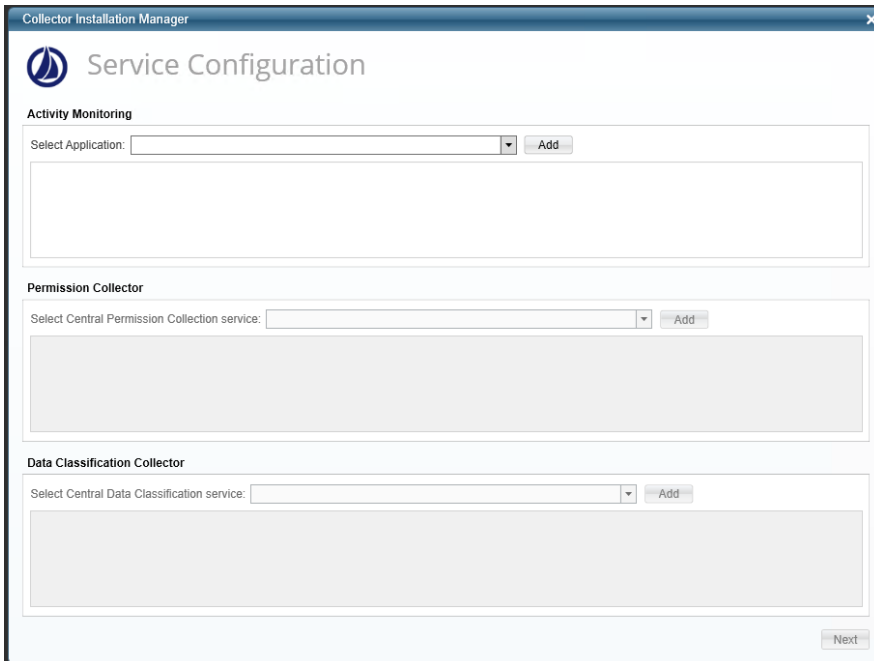 Collector Installation Manager
Service Configuration
Activity Monitoring
Select Application: Add
Permission Collector
Select Central Permission Collection service: Add
Data Classification Collector
Select Central Data Classification service: Add
Next